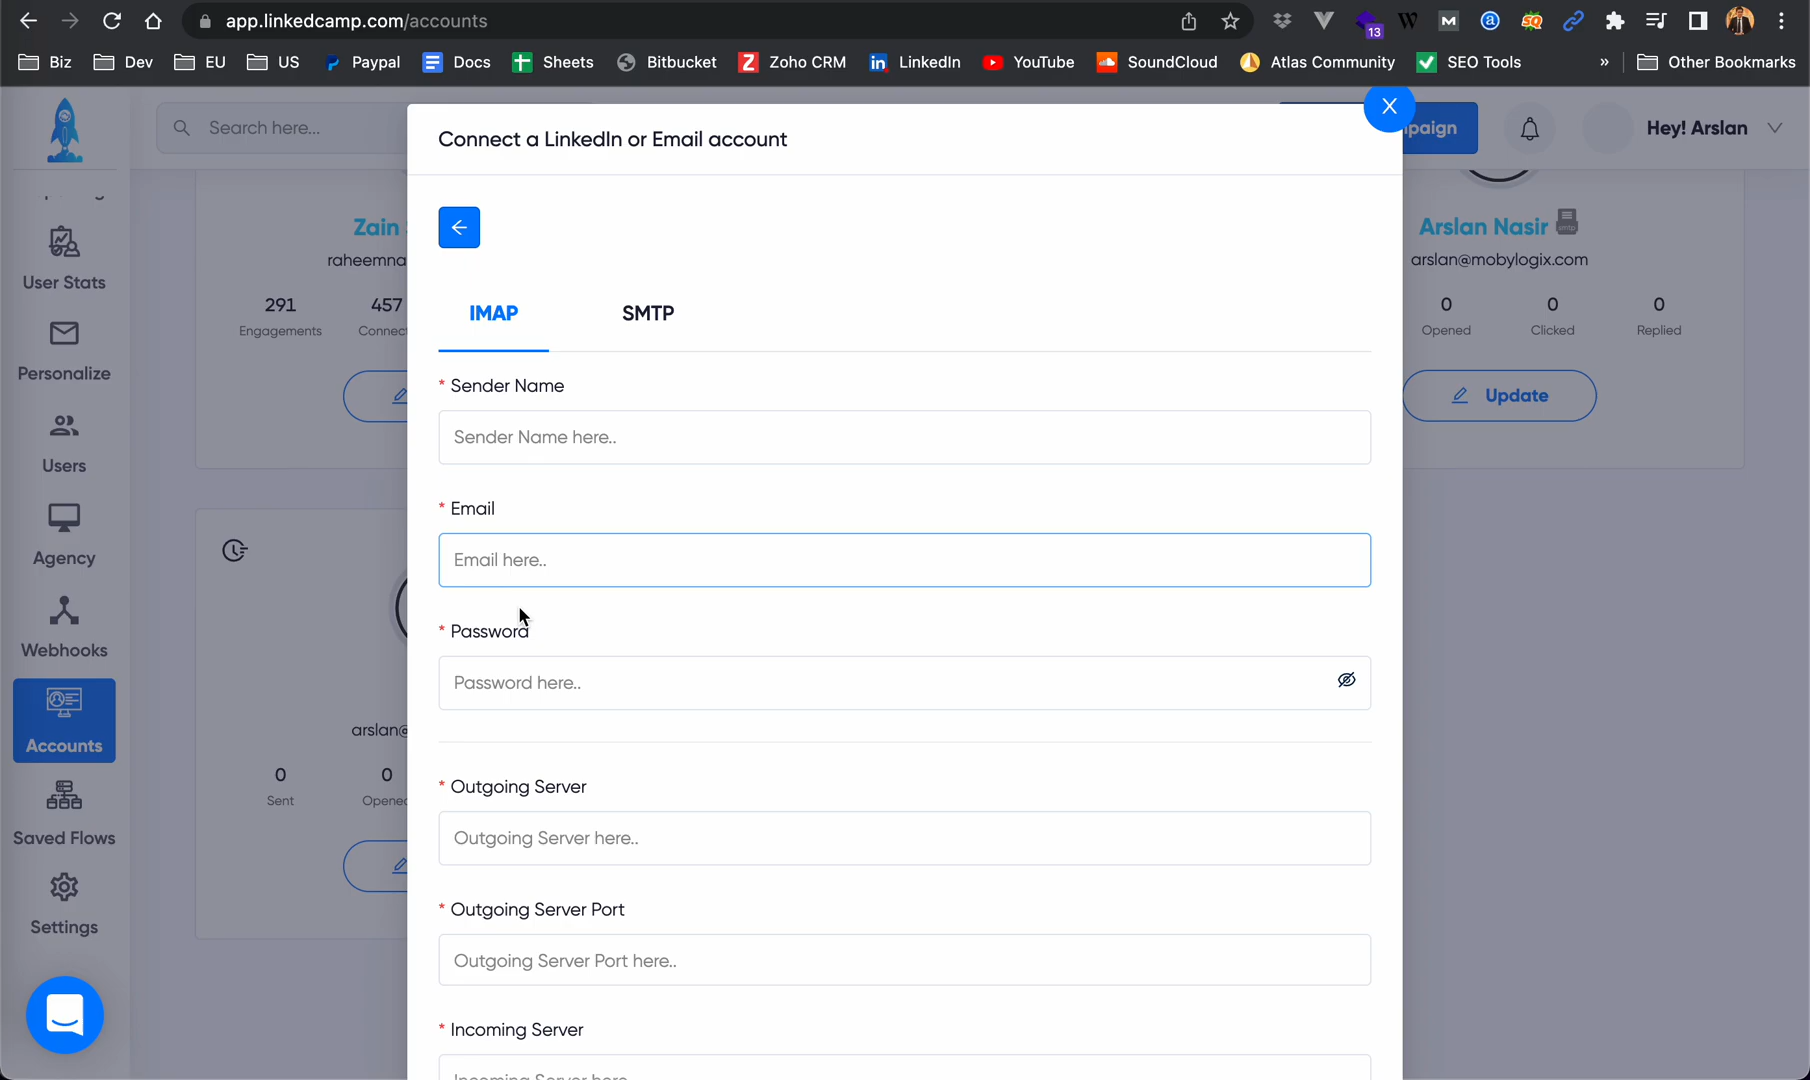 app.linkedcamp.com/accounts
13
Biz
Dev
EU
US
Paypal
Docs
Sheets
Bitbucket
Zoho CRM
LinkedIn
YouTube
SoundCloud
Atlas Community
SEO Tools
»
Other Bookmarks
Search here...
Connect a LinkedIn or Email account
paign
Hey! Arslan
User Stats
Personalize
Users
Agency
Webhooks
Accounts
Saved Flows
Settings
Zain
raheemna
291
457
Engagements
Connect
Arslan Nasir
arslan@mobylogix.com
0
0
0
Opened
Clicked
Replied
Update
arslan@
0
0
Sent
Opened
IMAP
SMTP
* Sender Name
Sender Name here..
* Email
Email here..
* Password
Password here..
* Outgoing Server
Outgoing Server here..
* Outgoing Server Port
Outgoing Server Port here..
* Incoming Server
Incoming Server here